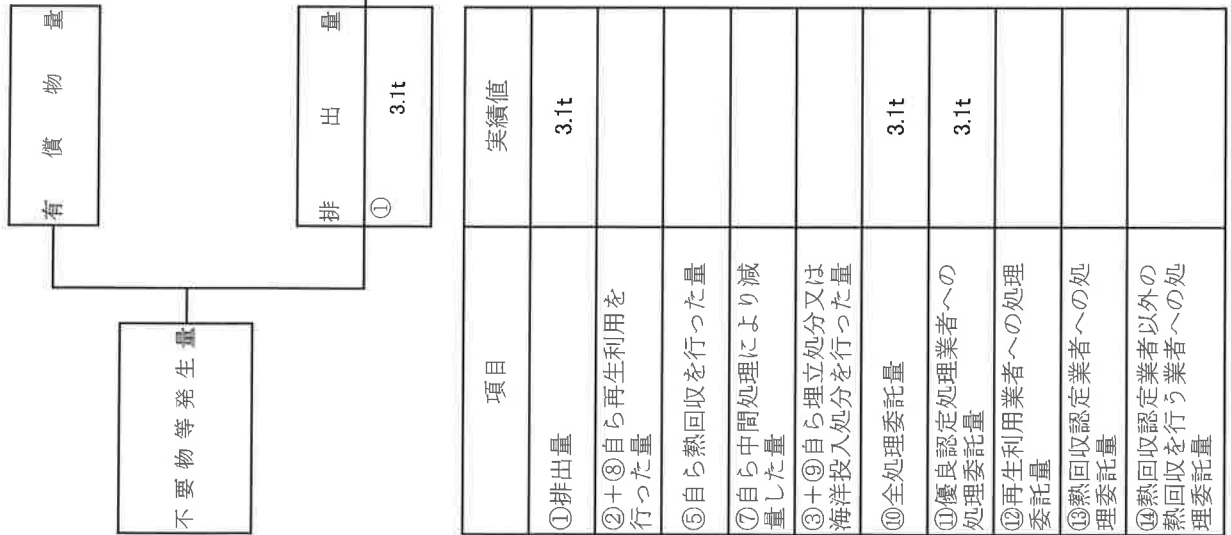 不要物等発生量
有償物量
排出量
①
3.1t
項目
実績値
①排出量
3.1t
②+⑧自ら再生利用を
行った量
⑤自ら熱回収を行った量
⑦自ら中間処理により減
量した量
③+⑨自ら埋立処分又は
海洋投入処分を行った量
⑩全処理委託量
3.1t
⑪優良認定処理業者への
処理委託量
3.1t
⑫再生利用業者への処理
委託量
⑬熱回収認定業者への処
理委託量
⑭熱回収認定業者以外の
熱回収を行う業者への処
理委託量